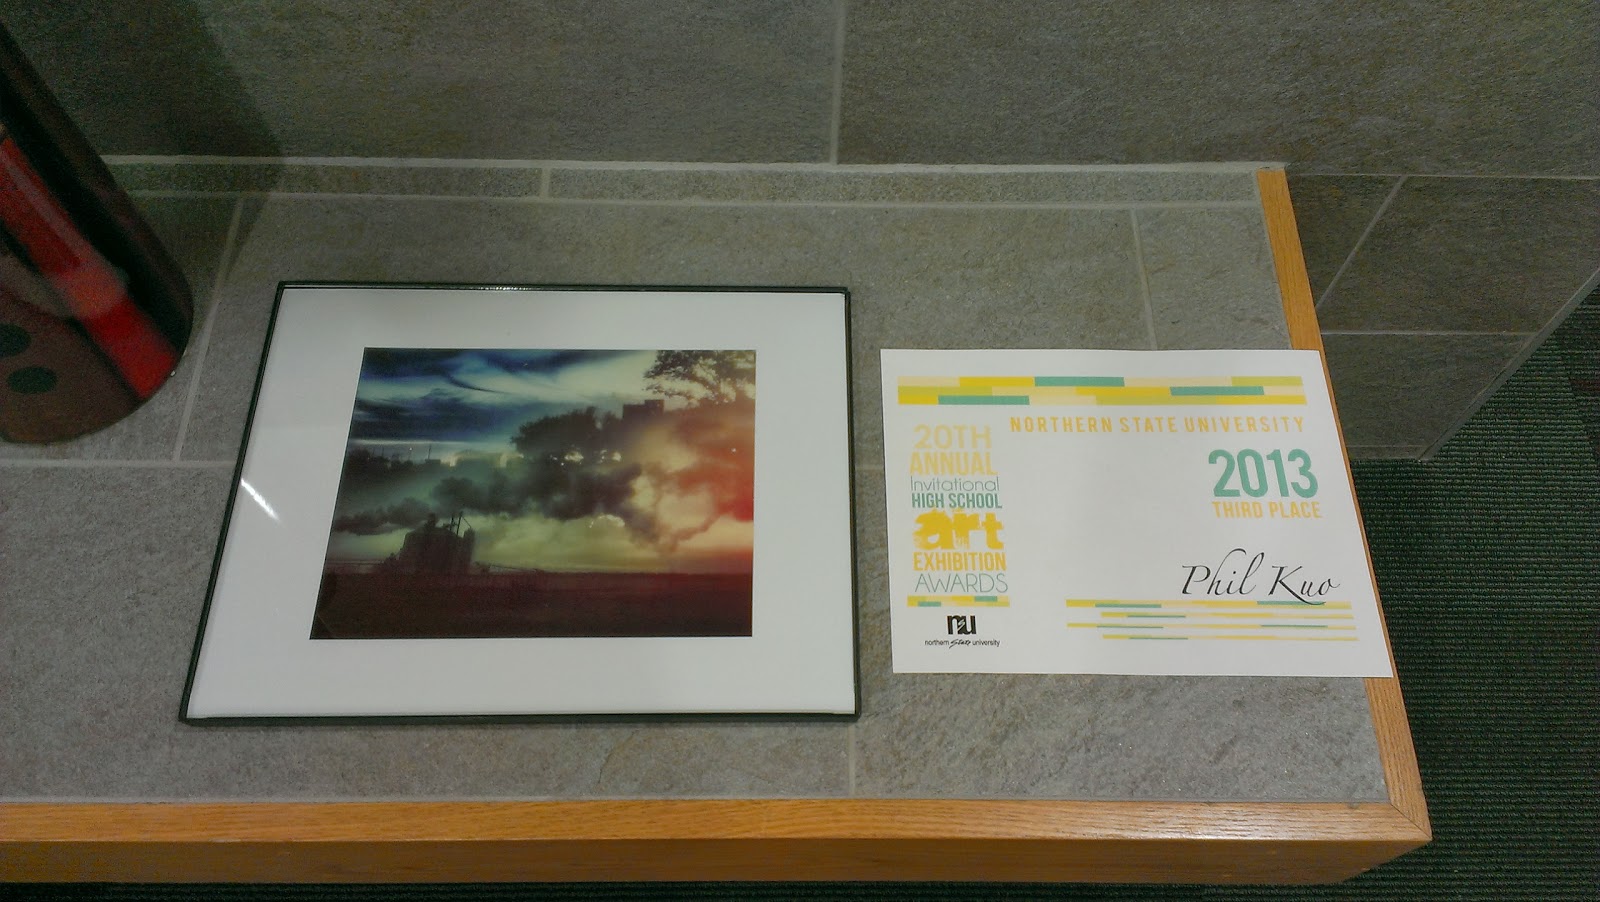 NORTHERN STATE UNIVERSITY
20TH
ANNUAL
Invitational
HIGH SCHOOL
art
EXHIBITION
AWARDS
nsu
northern State university
2013
THIRD PLACE
Phil Kuo